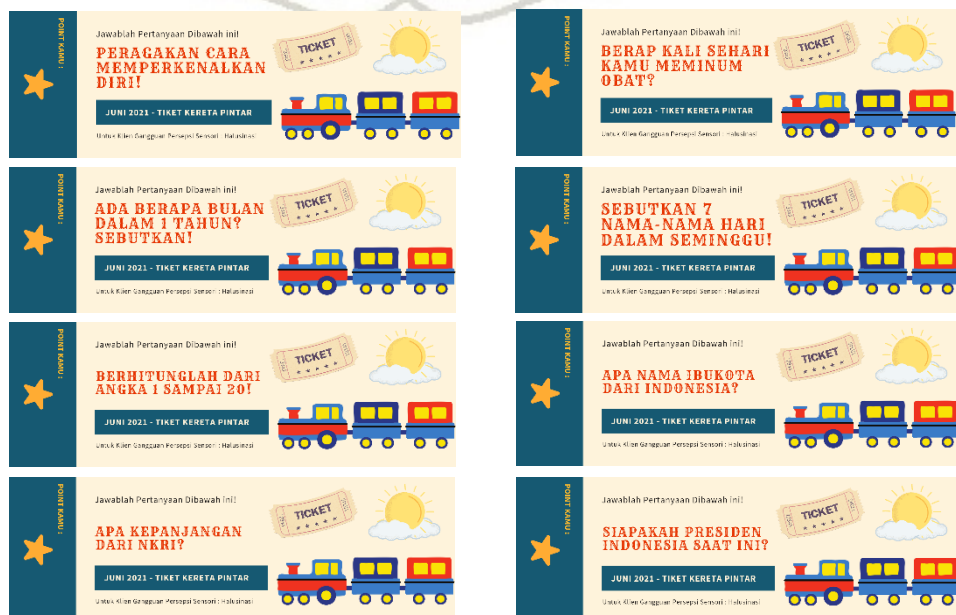 POINT KAMU :
Jawablah Pertanyaan Dibawah ini!
PERAGAKAN CARA
MEMPERKENALKAN
DIRI!
TICKET
JUNI 2021 - TIKET KERETA PINTAR
Untuk Klien Gangguan Persepsi Sensori : Halusinasi
POINT KAMU :
Jawablah Pertanyaan Dibawah ini!
BERAP KALI SEHARI
KAMU MEMINUM
OBAT?
TICKET
JUNI 2021 - TIKET KERETA PINTAR
Untuk Klien Gangguan Persepsi Sensori : Halusinasi
POINT KAMU :
Jawablah Pertanyaan Dibawah ini!
ADA BERAPA BULAN
DALAM 1 TAHUN?
SEBUTKAN!
TICKET
JUNI 2021 - TIKET KERETA PINTAR
Untuk Klien Gangguan Persepsi Sensori : Halusinasi
POINT KAMU :
Jawablah Pertanyaan Dibawah ini!
SEBUTKAN 7
NAMA-NAMA HARI
DALAM SEMINGGU!
TICKET
JUNI 2021 - TIKET KERETA PINTAR
Untuk Klien Gangguan Persepsi Sensori : Halusinasi
POINT KAMU :
Jawablah Pertanyaan Dibawah ini!
BERHITUNGLAH DARI
ANGKA 1 SAMPAI 20!
TICKET
JUNI 2021 - TIKET KERETA PINTAR
Untuk Klien Gangguan Persepsi Sensori : Halusinasi
POINT KAMU :
Jawablah Pertanyaan Dibawah ini!
APA NAMA IBUKOTA
DARI INDONESIA?
TICKET
JUNI 2021 - TIKET KERETA PINTAR
Untuk Klien Gangguan Persepsi Sensori : Halusinasi
POINT KAMU :
Jawablah Pertanyaan Dibawah ini!
APA KEPANJANGAN
DARI NKRI?
TICKET
JUNI 2021 - TIKET KERETA PINTAR
Untuk Klien Gangguan Persepsi Sensori : Halusinasi
POINT KAMU :
Jawablah Pertanyaan Dibawah ini!
SIAPAKAH PRESIDEN
INDONESIA SAAT INI?
TICKET
JUNI 2021 - TIKET KERETA PINTAR
Untuk Klien Gangguan Persepsi Sensori : Halusinasi